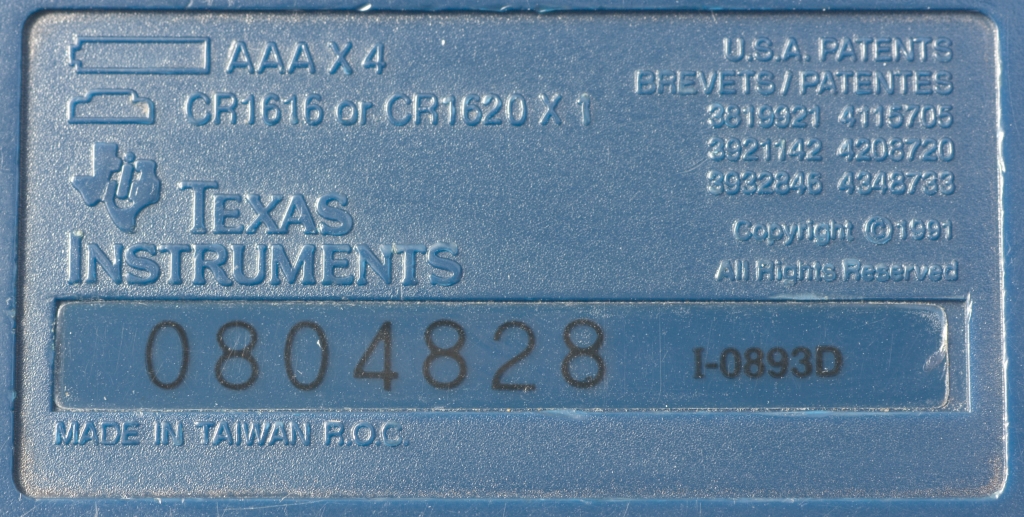 AAA X 4
CR1616 or CR1620 X 1
TEXAS
INSTRUMENTS
U.S.A. PATENTS
BREVETS / PATENTES
3819921 4115705
3921142 4208720
3932846 4348733
Copyright ©1991
All Rights Reserved
0804828 I-0893D
MADE IN TAIWAN R.O.C.